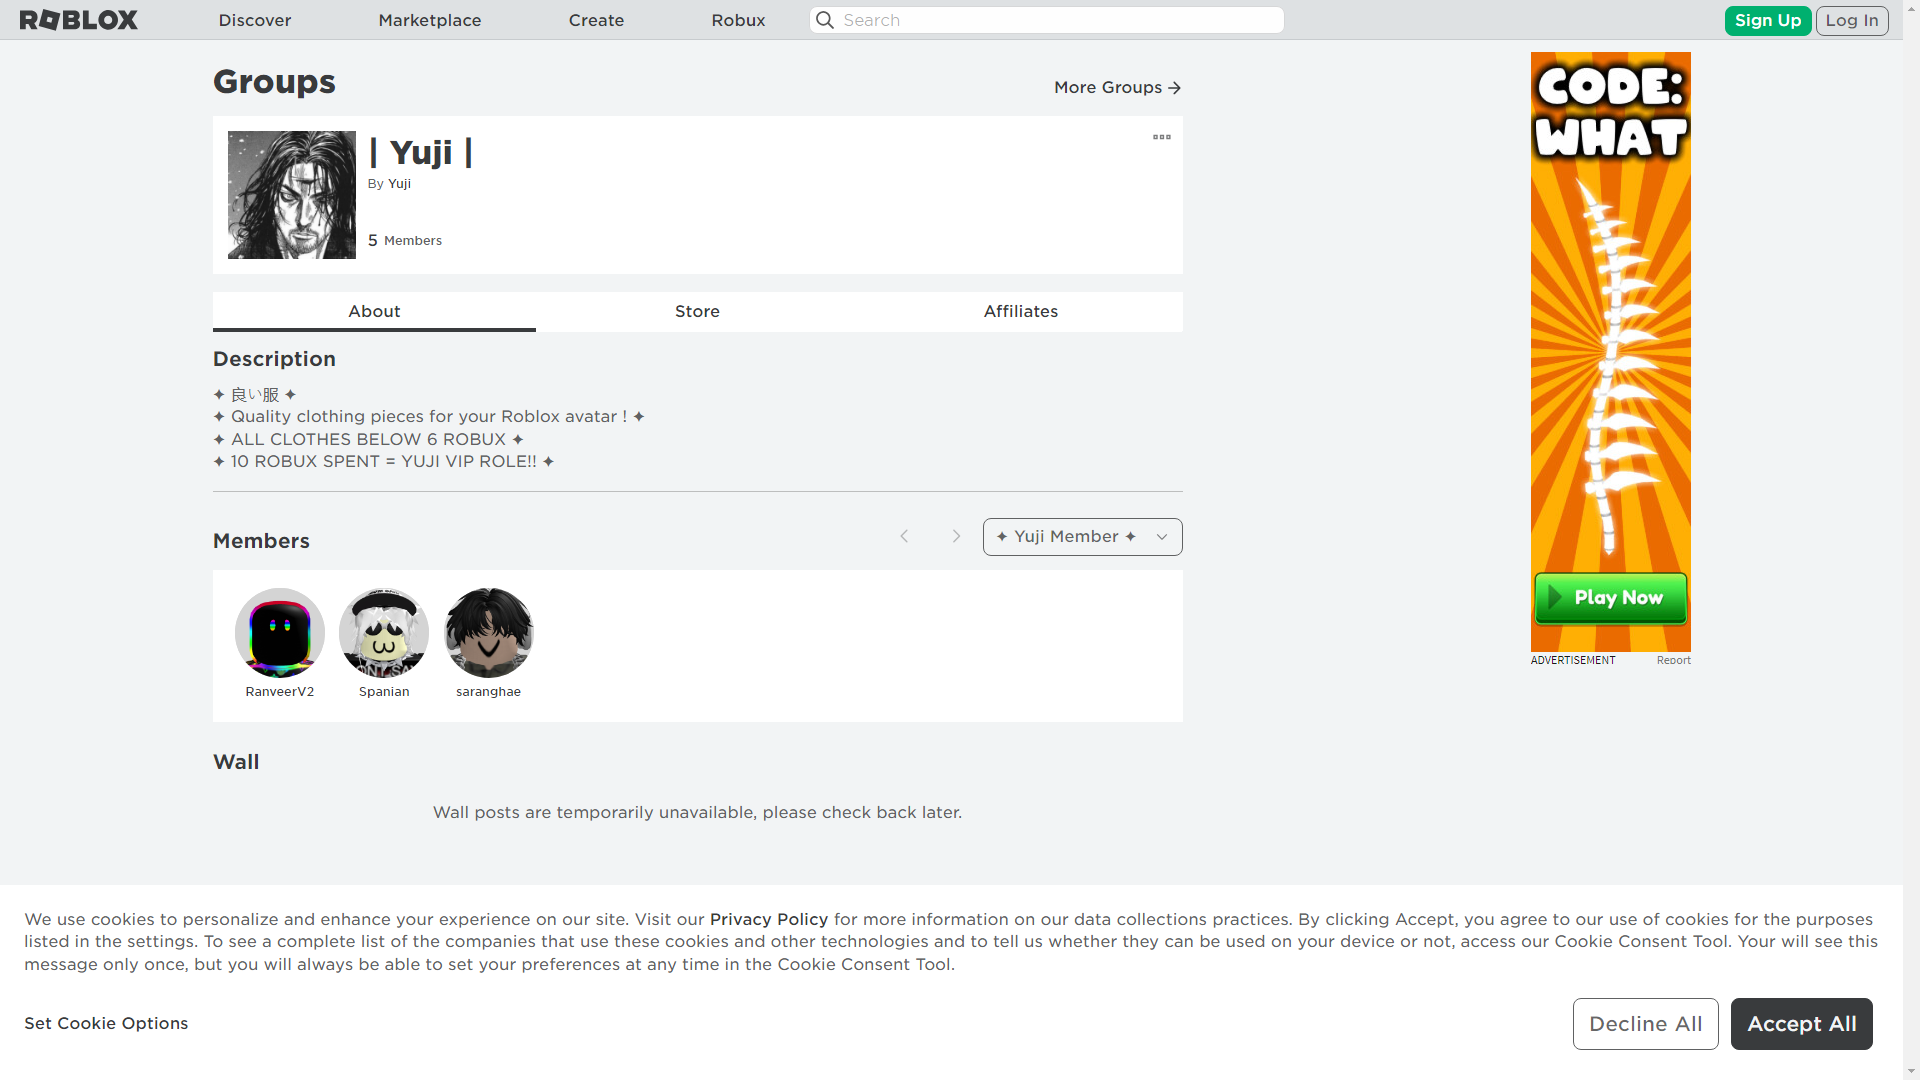 ROBLOX Discover Marketplace Create Robux Search Sign Up Log In
Groups
More Groups
| Yuji |
By Yuji
5 Members
About Store Affiliates
Description
✦ 良い服 ✦
✦ Quality clothing pieces for your Roblox avatar ! ✦
✦ ALL CLOTHES BELOW 6 ROBUX ✦
✦ 10 ROBUX SPENT = YUJI VIP ROLE!! ✦
Members
✦ Yuji Member ✦
RanveerV2 Spanian saranghae
Wall
Wall posts are temporarily unavailable, please check back later.
CODE:
WHAT
Play Now
ADVERTISEMENT Report
We use cookies to personalize and enhance your experience on our site. Visit our Privacy Policy for more information on our data collections practices. By clicking Accept, you agree to our use of cookies for the purposes
listed in the settings. To see a complete list of the companies that use these cookies and other technologies and to tell us whether they can be used on your device or not, access our Cookie Consent Tool. Your will see this
message only once, but you will always be able to set your preferences at any time in the Cookie Consent Tool.
Set Cookie Options
Decline All
Accept All